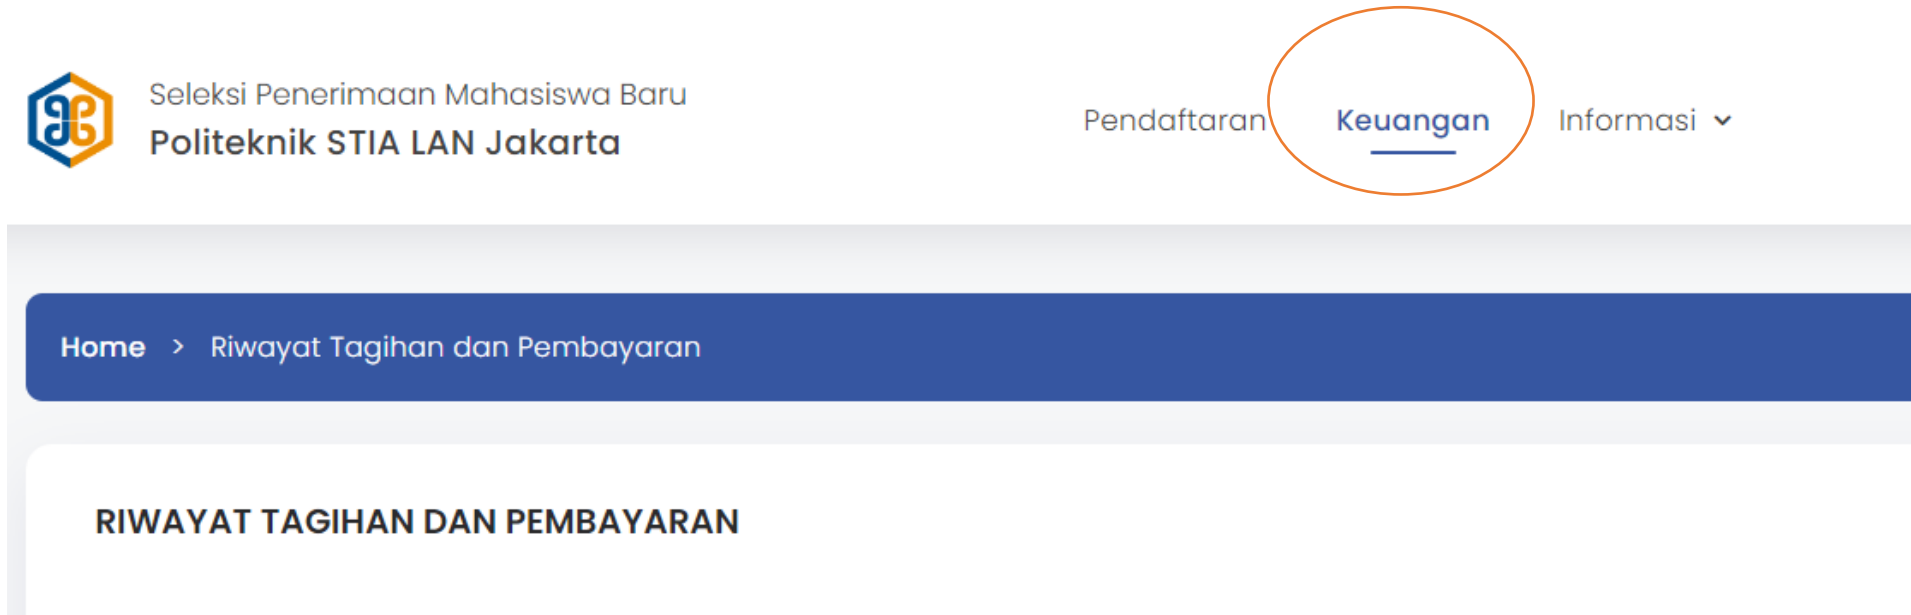 Seleksi Penerimaan Mahasiswa Baru
Politeknik STIA LAN Jakarta
Pendaftaran Keuangan Informasi
Home > Riwayat Tagihan dan Pembayaran
RIWAYAT TAGIHAN DAN PEMBAYARAN